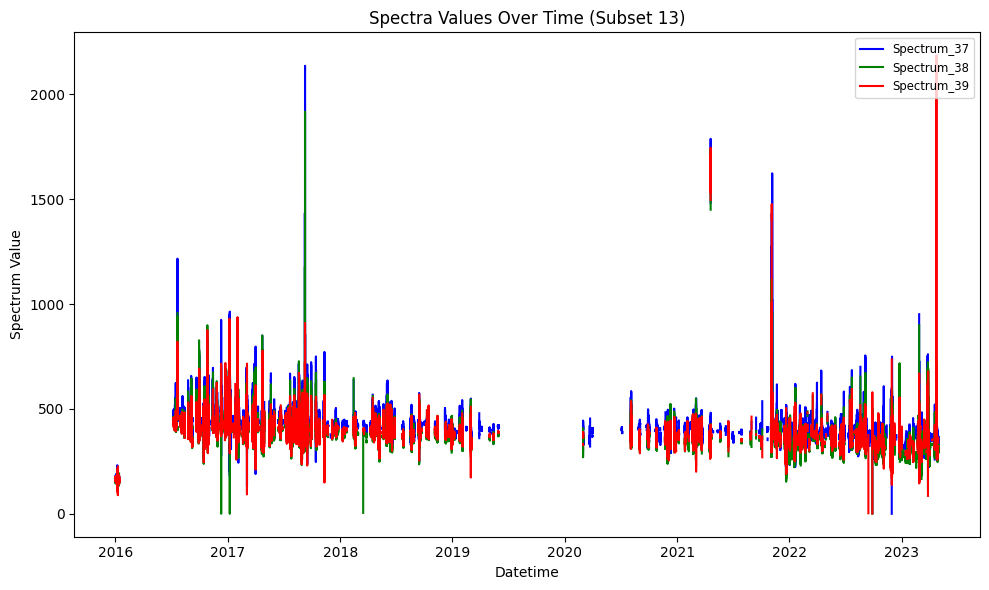 Spectra Values Over Time (Subset 13)
Spectrum_37
Spectrum_38
Spectrum_39
Spectrum Value
2000
1500
1000
500
0
2016 2017 2018 2019 2020 2021 2022 2023
Datetime